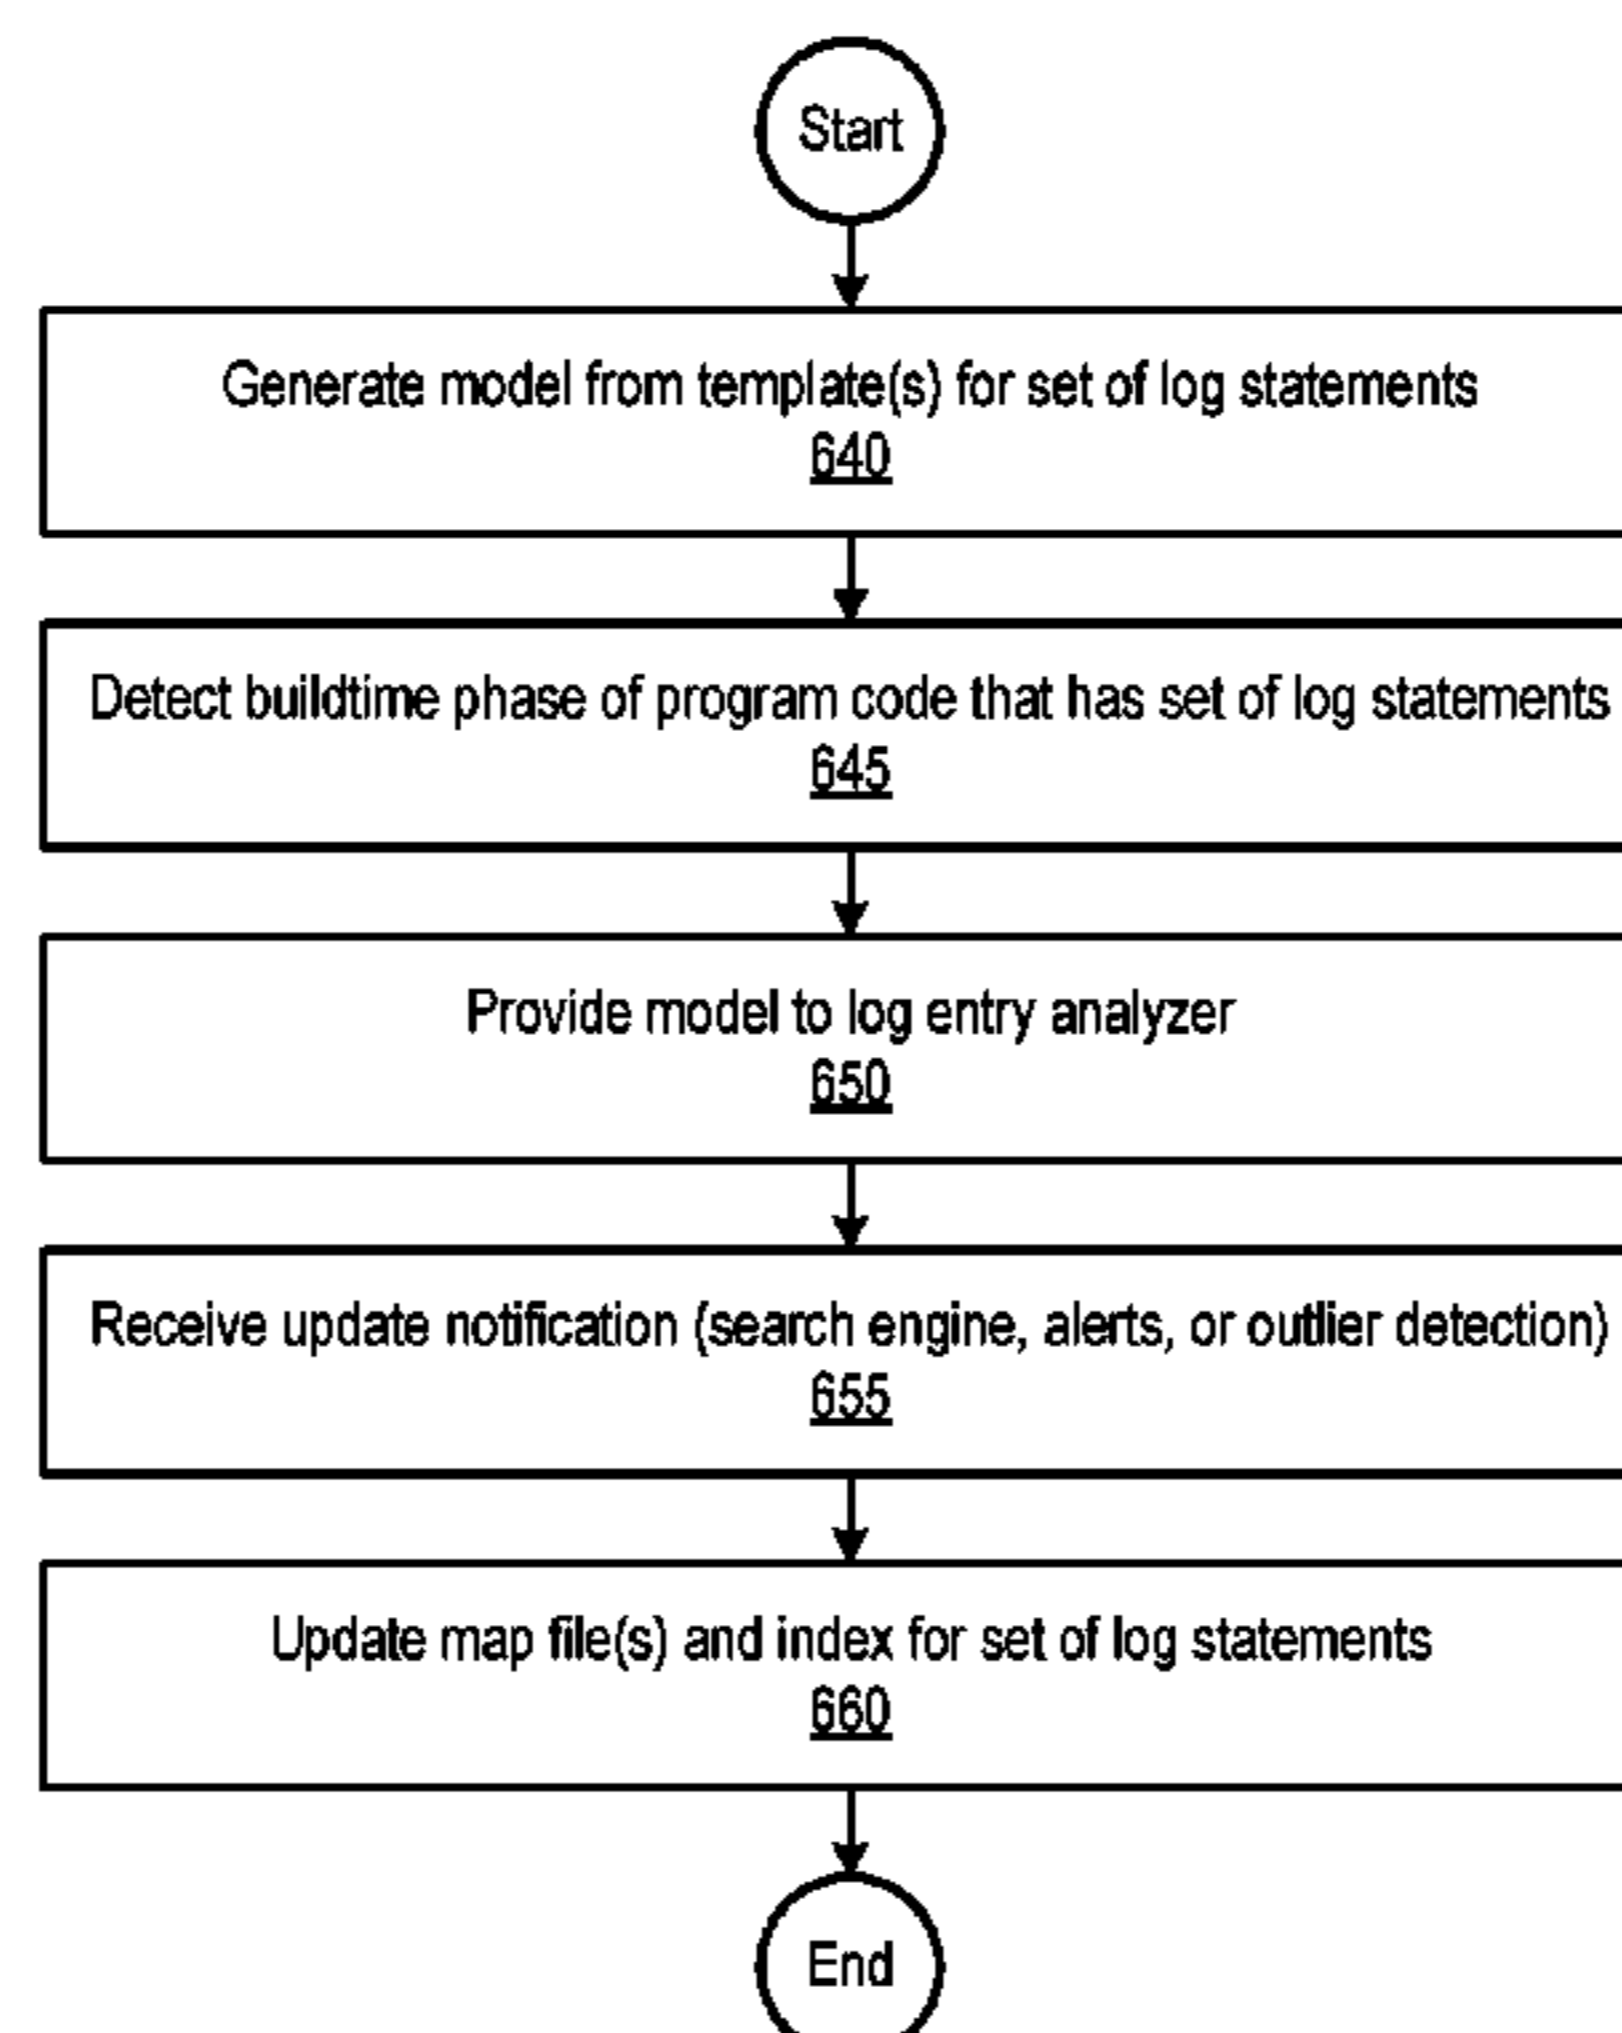 Start
Generate model from template(s) for set of log statements
640
Detect buildtime phase of program code that has set of log statements
645
Provide model to log entry analyzer
650
Receive update notification (search engine, alerts, or outlier detection)
655
Update map file(s) and index for set of log statements
660
End